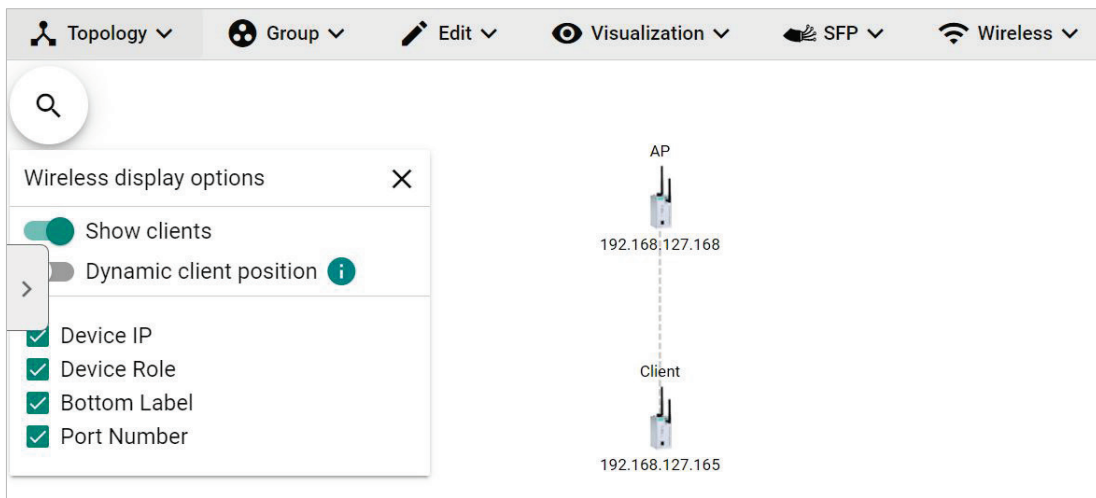 Topology Group Edit Visualization SFP Wireless
Wireless display options
Show clients
Dynamic client position
Device IP
Device Role
Bottom Label
Port Number
AP
192.168.127.168
Client
192.168.127.165